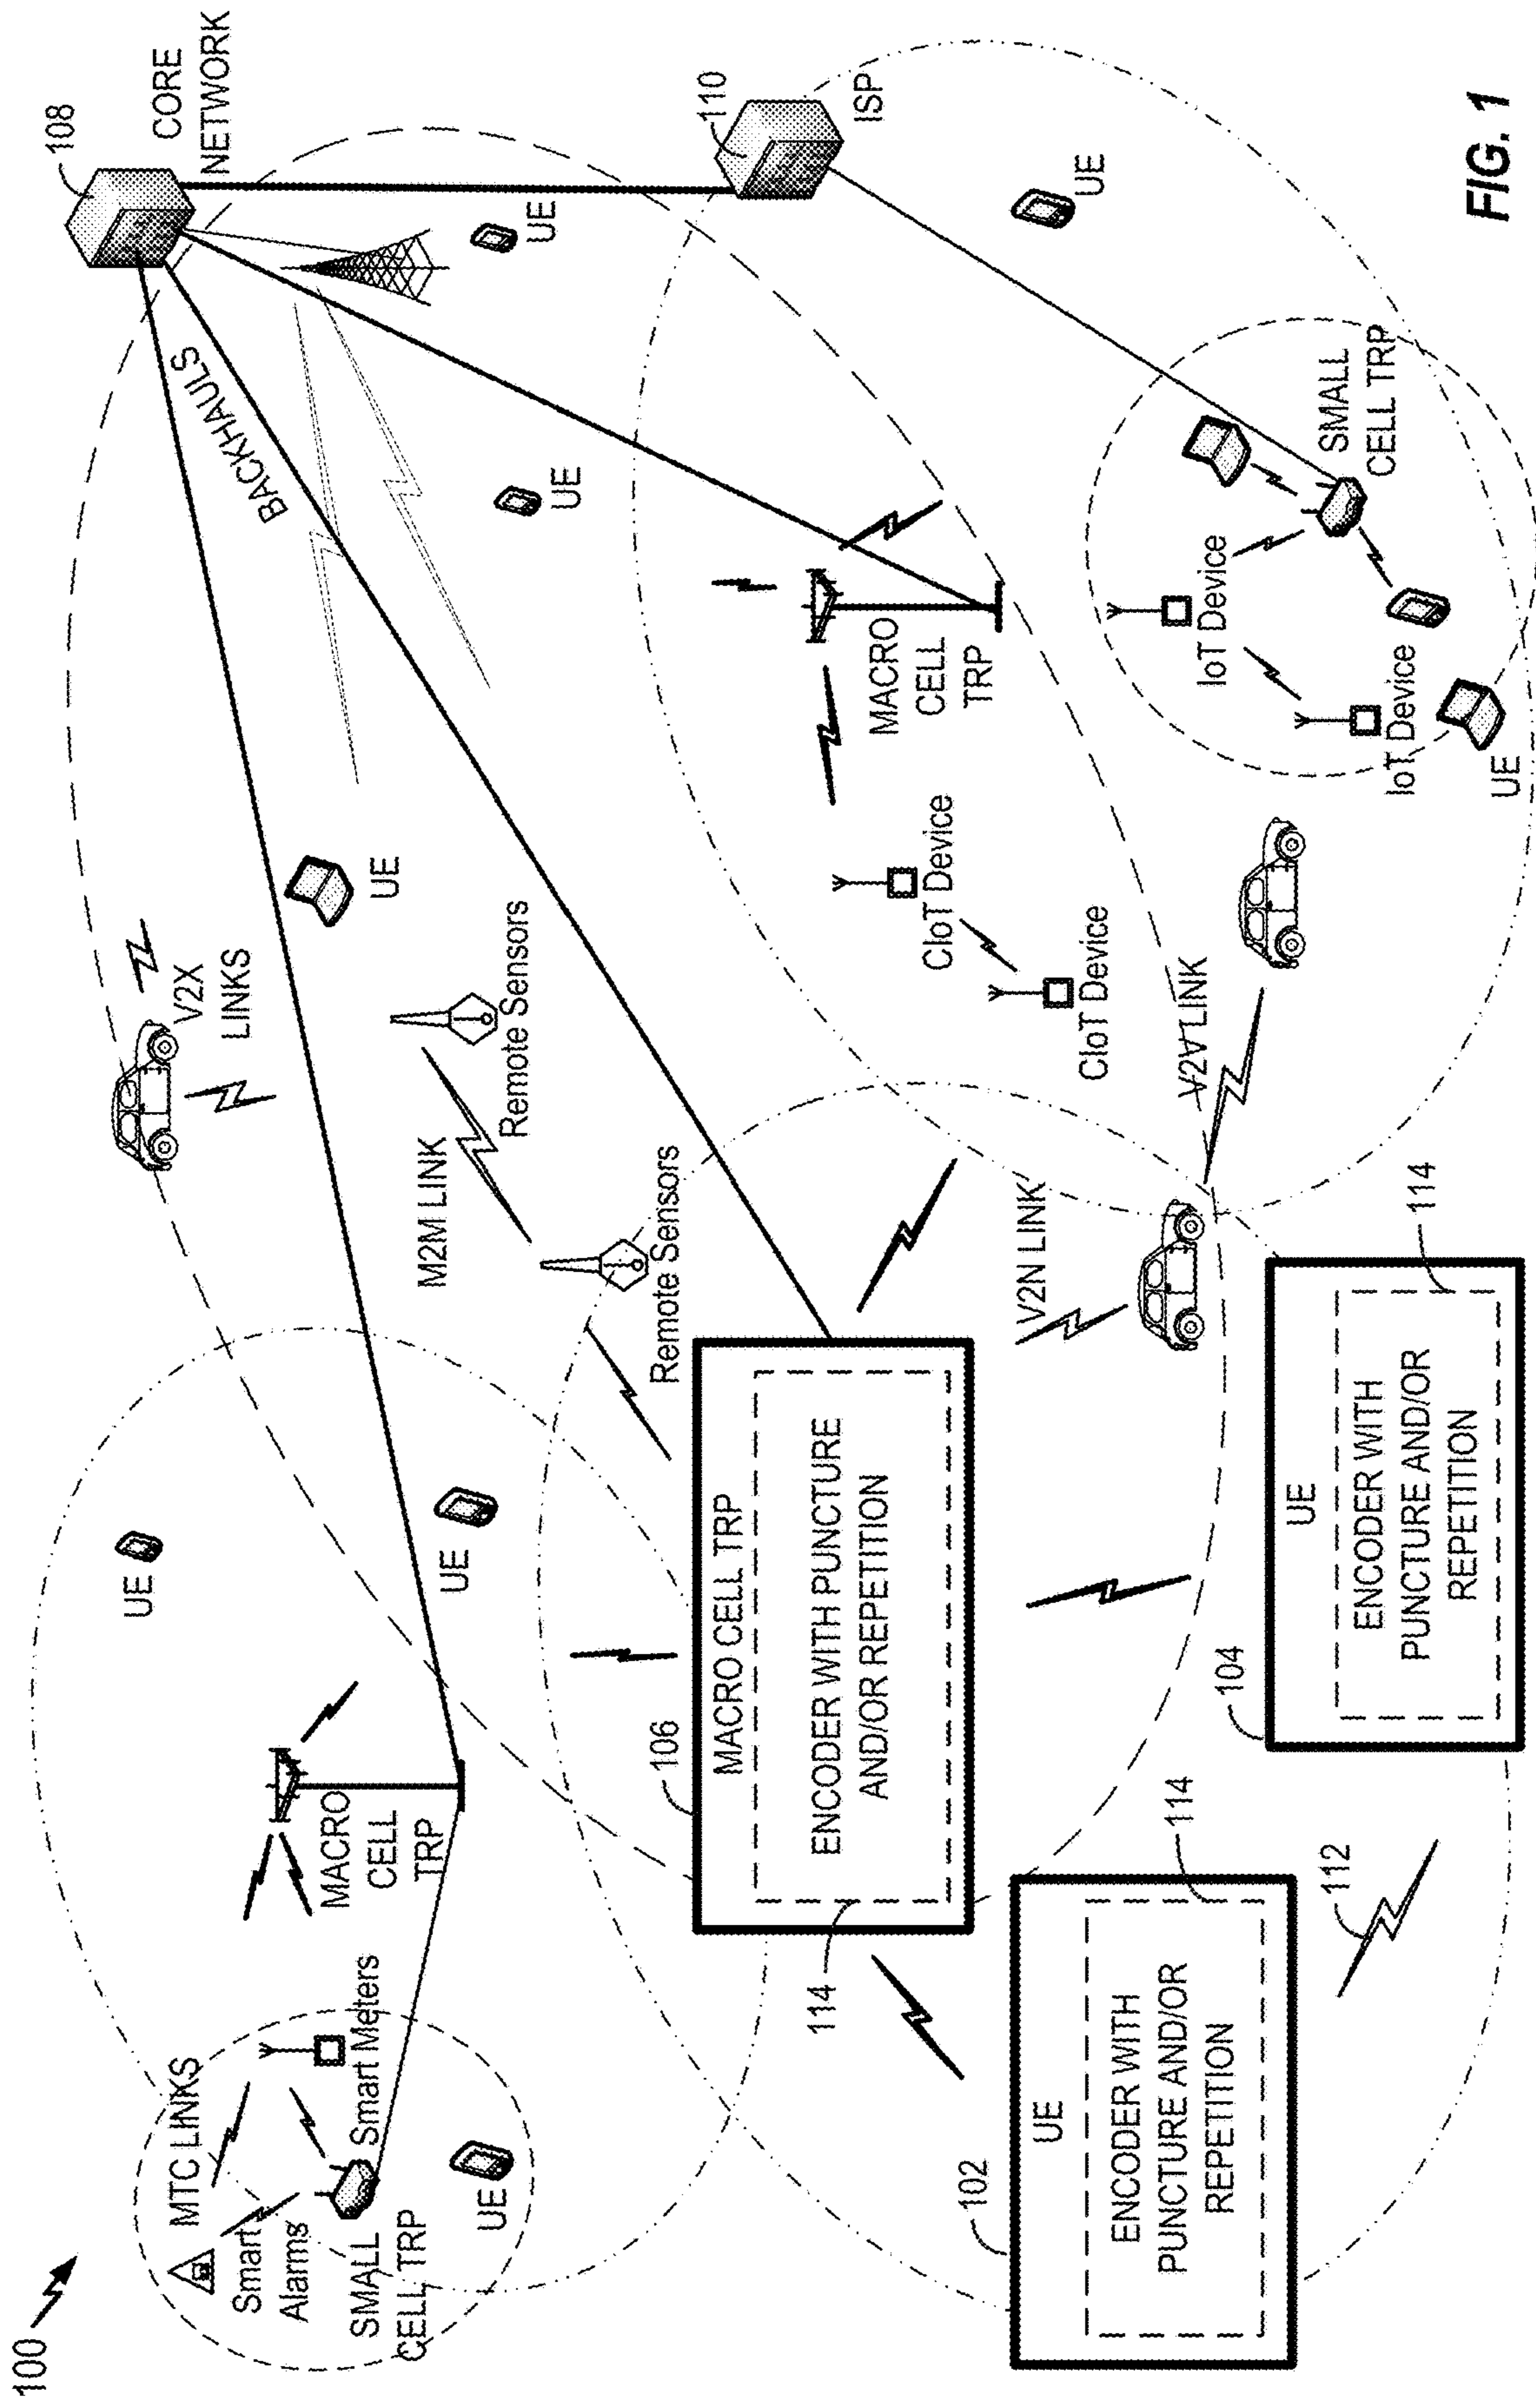 100
MTC LINKS
Smart
Alarms
SMALL
CELL TRP
Smart Meters
UE
MACRO
CELL
TRP
UE
UE
V2X
LINKS
UE
M2M LINK
Remote Sensors
Remote Sensors
BACKHAULS
108
CORE
NETWORK
UE
UE
110
ISP
UE
106
MACRO CELL TRP
ENCODER WITH PUNCTURE
AND/OR REPETITION
114
MACRO
CELL
TRP
CIoT Device
CIoT Device
V2N LINK
V2V LINK
IoT Device
IoT Device
SMALL
CELL TRP
UE
102
UE
ENCODER WITH
PUNCTURE AND/OR
REPETITION
114
112
104
UE
ENCODER WITH
PUNCTURE AND/OR
REPETITION
114
FIG. 1